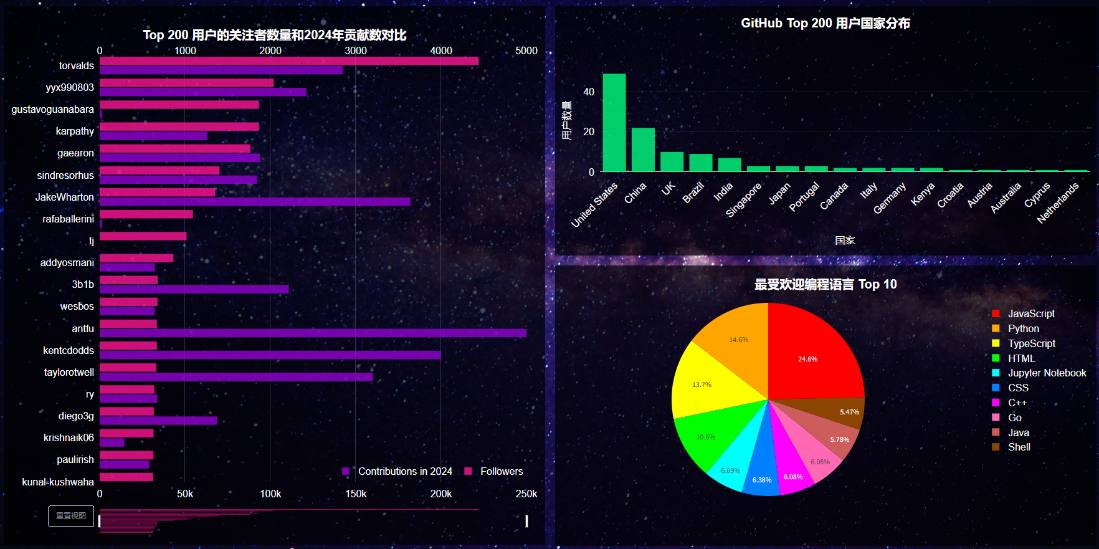 Top 200 用户的关注者数量和2024年贡献数对比
0 1000 2000 3000 4000 5000
torvalds
yyx990803
gustavoguanabara
karpathy
gaearon
sindresorhus
JakeWharton
rafaballerini
tj
addyosmani
3b1b
wesbos
antfu
kentcdodds
taylorotwell
ry
diego3g
krishnaik06
paulirish
kunal-kushwaha
Contributions in 2024 Followers
0 50k 100k 150k 200k 250k
重置视图
GitHub Top 200 用户国家分布
用户数量
40
20
0
United States China UK Brazil India Singapore Japan Portugal Canada Italy Germany Kenya Croatia Austria Australia Cyprus Netherlands
国家
最受欢迎编程语言 Top 10
24.6%
5.47%
5.78%
6.08%
6.08%
6.38%
6.69%
10.6%
13.7%
14.6%
JavaScript
Python
TypeScript
HTML
Jupyter Notebook
CSS
C++
Go
Java
Shell